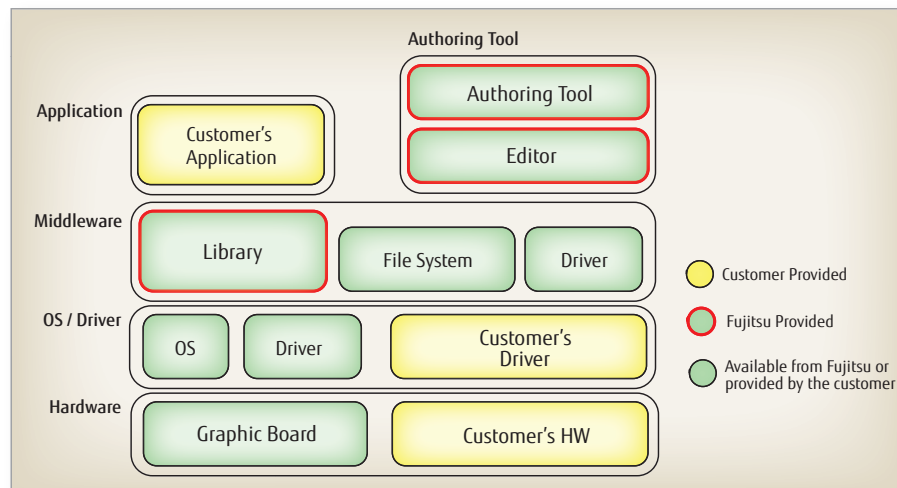 Authoring Tool
Authoring Tool
Editor
Application
Customer's
Application
Middleware
Library
File System
Driver
OS / Driver
OS
Driver
Customer's
Driver
Hardware
Graphic Board
Customer's HW
Customer Provided
Fujitsu Provided
Available from Fujitsu or
provided by the customer